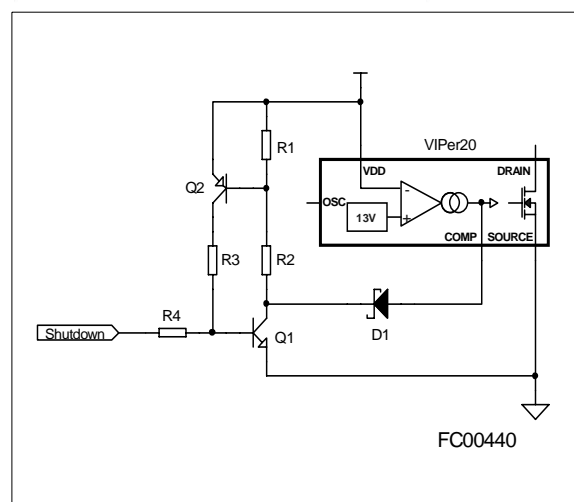 VIPer20
R1
VDD
DRAIN
Q2
-
OSC
13V
+
COMP SOURCE
R3
R2
R4
Shutdown
Q1
D1
FC00440